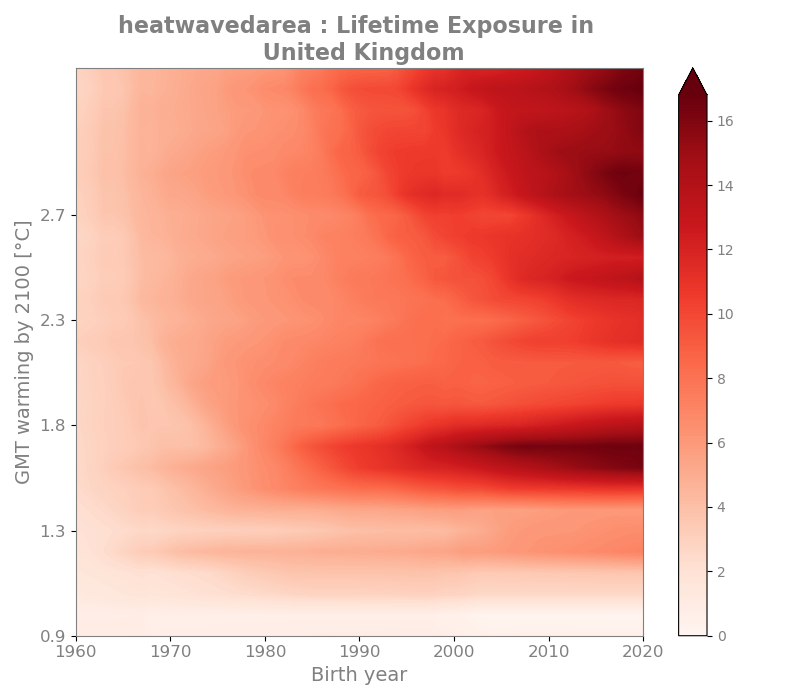 heatwavedarea : Lifetime Exposure in
United Kingdom
GMT warming by 2100 [°C]
2.7
2.3
1.8
1.3
0.9
1960 1970 1980 1990 2000 2010 2020
Birth year
16
14
12
10
8
6
4
2
0